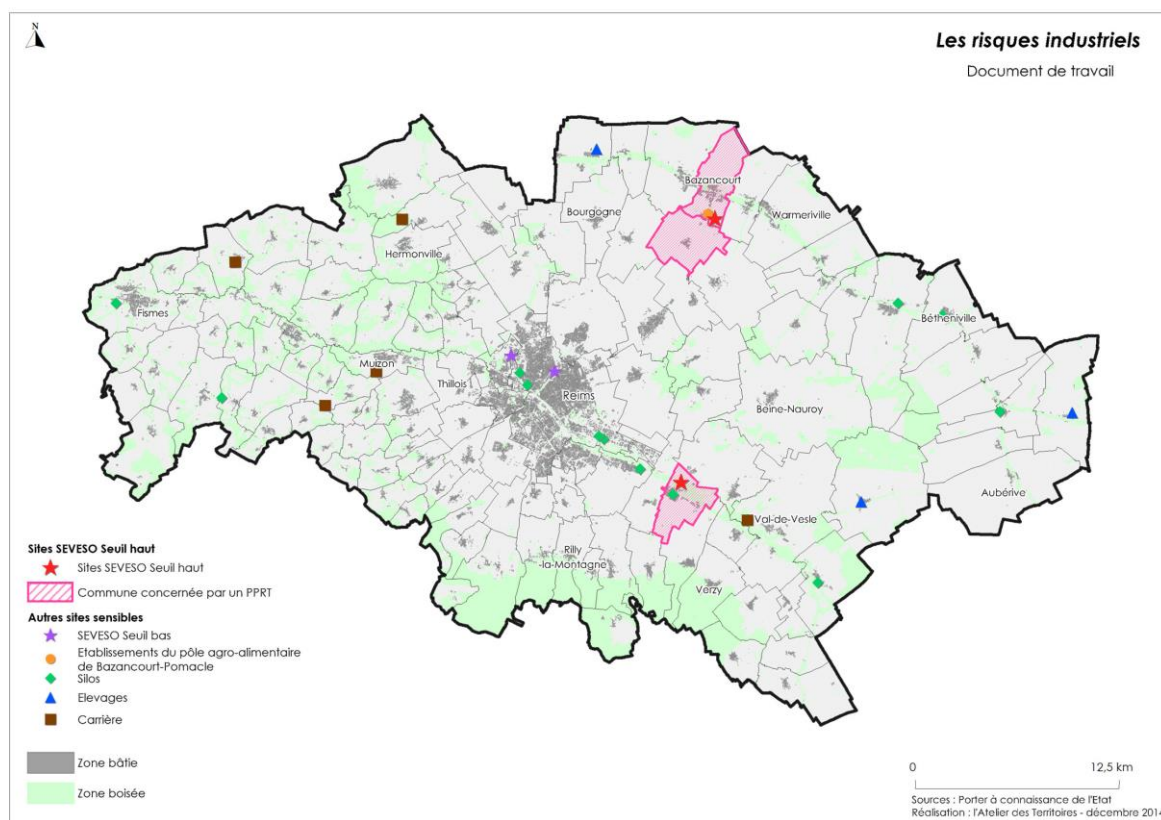 N
Les risques industriels
Document de travail
Bazancourt
Bourgogne
Warmeriville
Hermonville
Fismes
Bétheniville
Muizon
Thillois
Reims
Beine-Nauroy
Aubérive
Val-de-Vesle
Rilly
-la-Montagne
Verzy
Sites SEVESO Seuil haut
Sites SEVESO Seuil haut
Commune concernée par un PPRT
Autres sites sensibles
SEVESO Seuil bas
Etablissements du pôle agro-alimentaire
de Bazancourt-Pomacle
Silos
Elevages
Carrière
Zone bâtie
Zone boisée
0 12,5 km
Sources : Porter à connaissance de l'Etat
Réalisation : l'Atelier des Territoires - décembre 2014